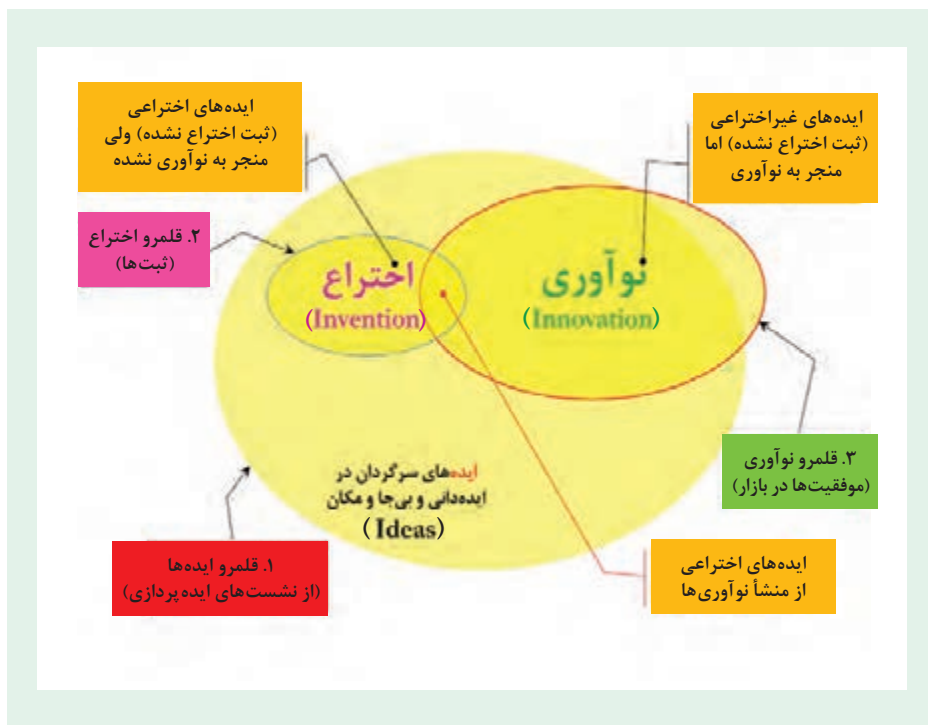 ایده‌های غیراختراعی
(ثبت اختراع نشده) اما
منجر به نوآوری
ایده‌های اختراعی
(ثبت اختراع نشده) ولی
منجر به نوآوری نشده
۲. قلمرو اختراع
(ثبت‌ها)
نوآوری
(Innovation)
اختراع
(Invention)
۳. قلمرو نوآوری
(موفقیت‌ها در بازار)
ایده‌های سرگردان در
ایده‌دانی و بی‌جا و مکان
(Ideas)
ایده‌های اختراعی
از منشأ نوآوری‌ها
۱. قلمرو ایده‌ها
(از نشست‌های ایده‌پردازی)